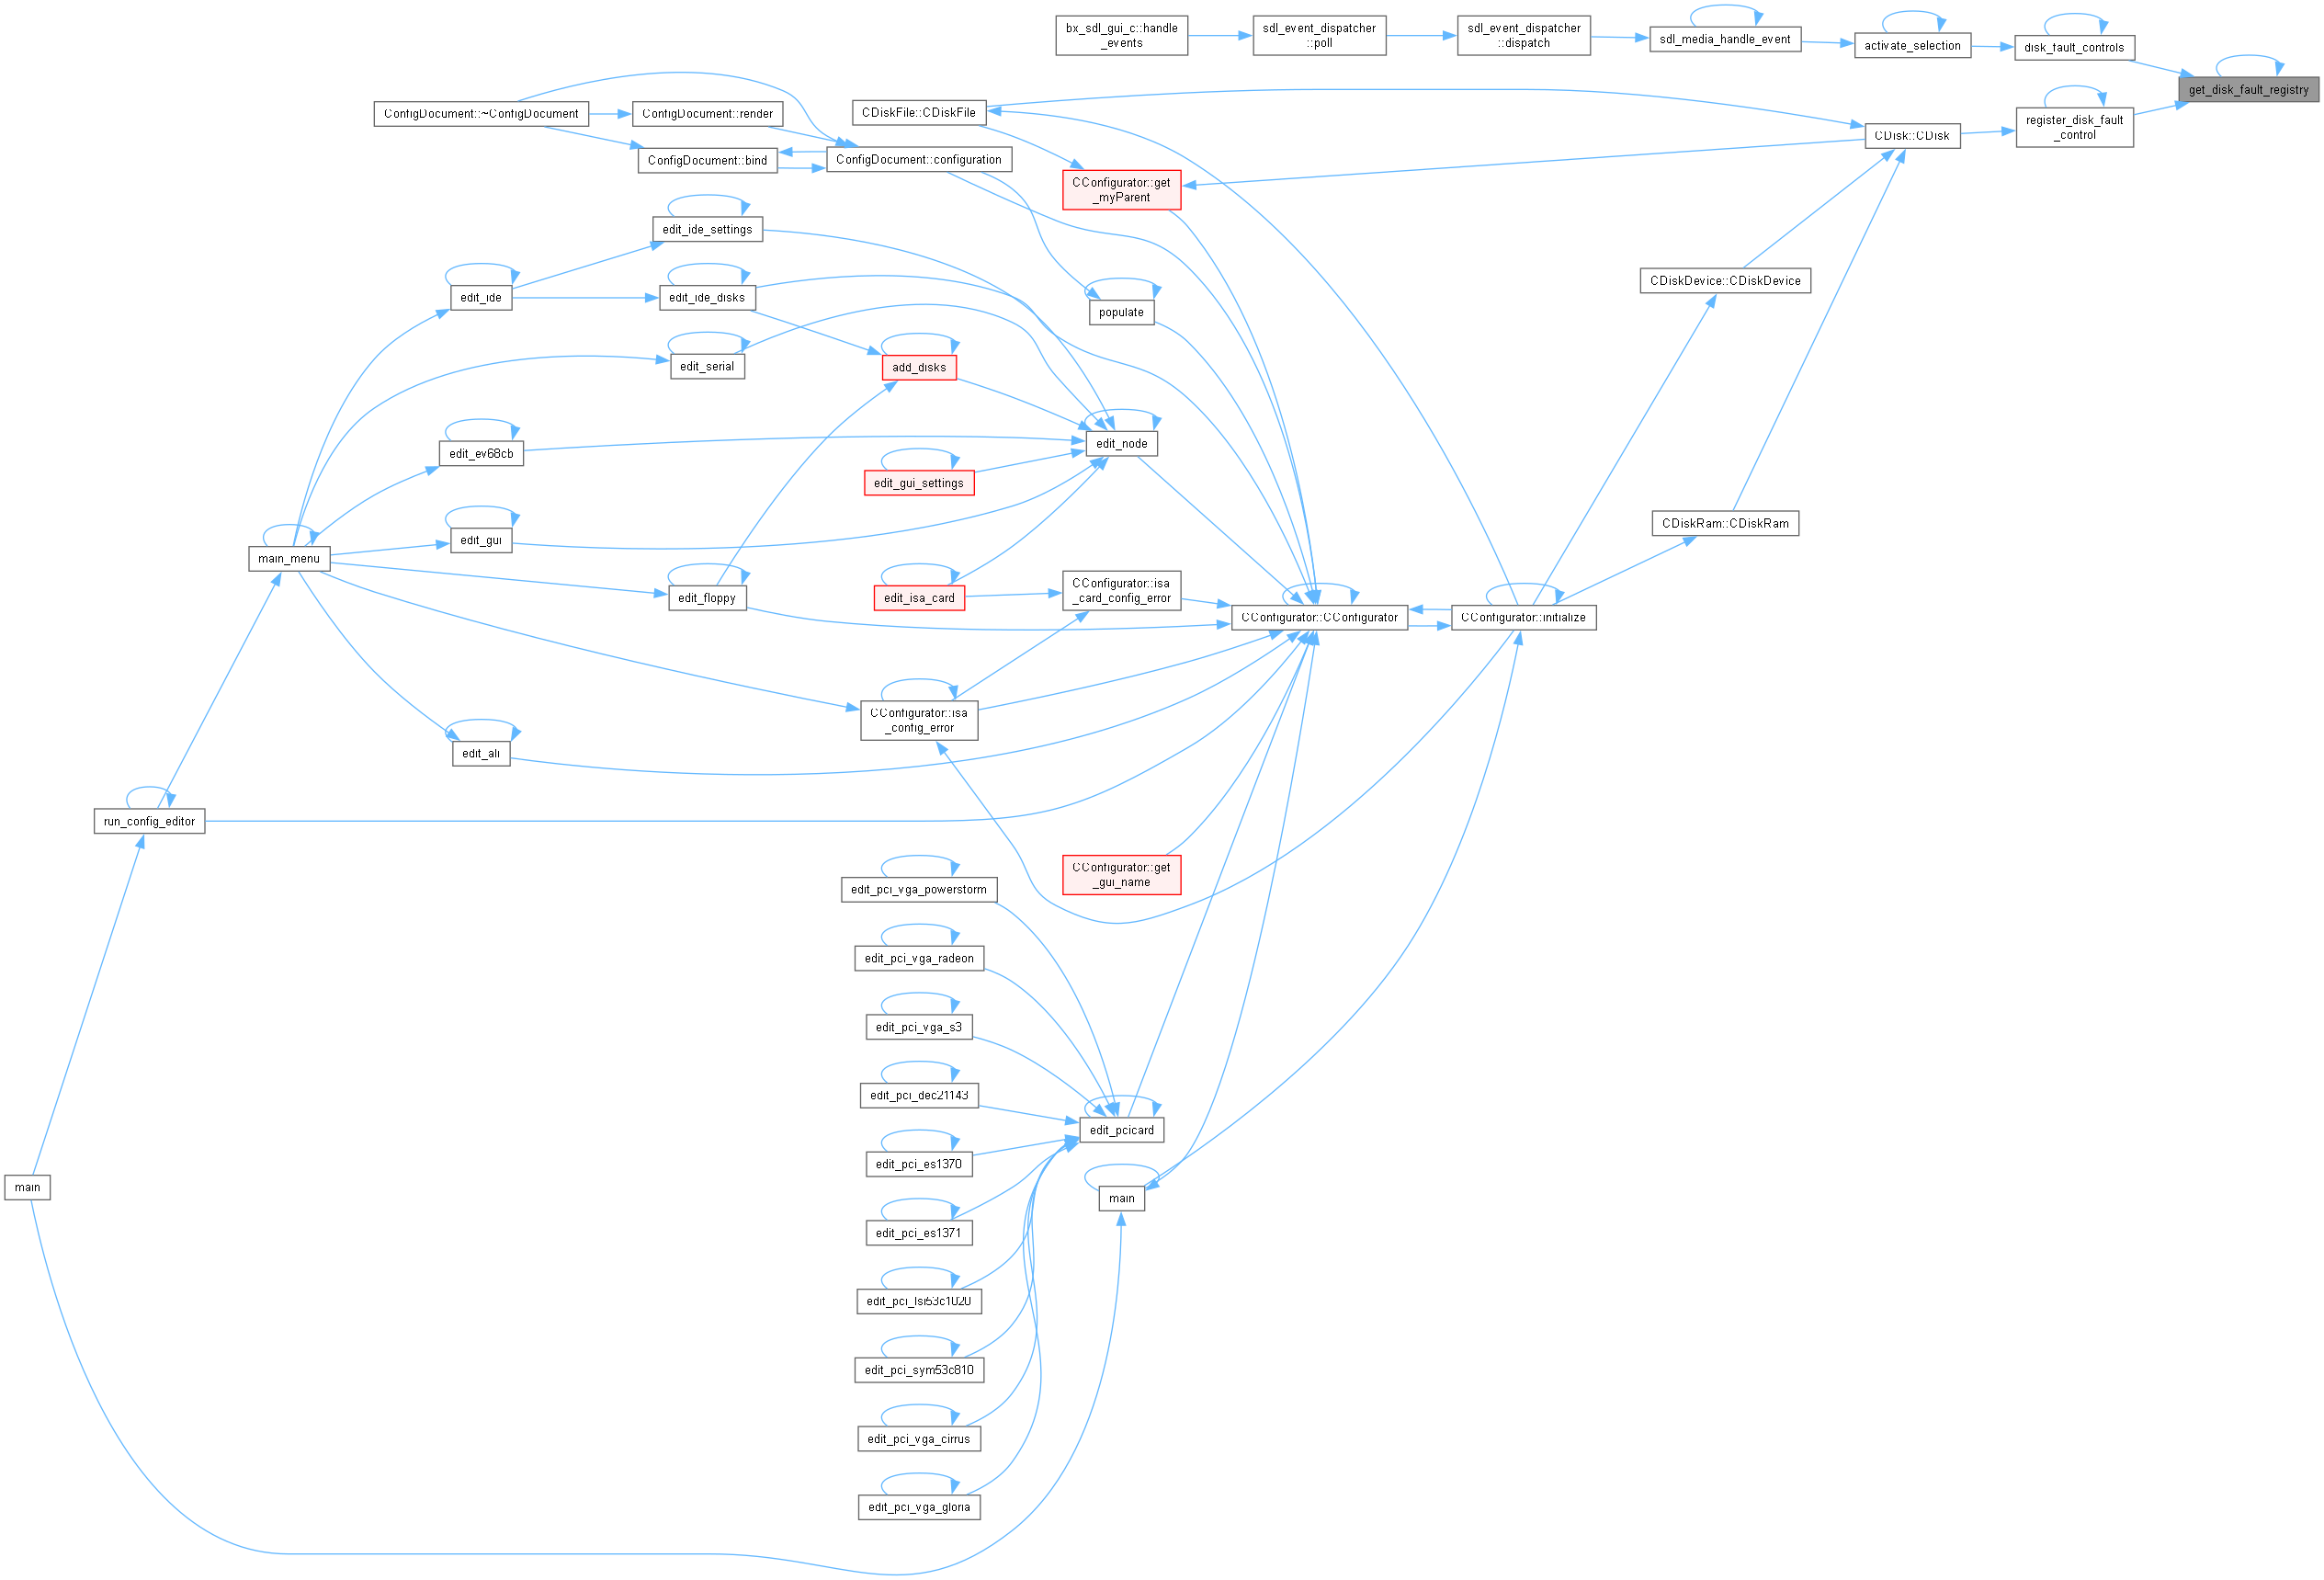 bx_sdl_gui_c::handle
_events
sdl_event_dispatcher
::poll
sdl_event_dispatcher
::dispatch
sdl_media_handle_event
activate_selection
disk_fault_controls
get_disk_fault_registry
ConfigDocument::~ConfigDocument
ConfigDocument::render
CDiskFile::CDiskFile
register_disk_fault
_control
CDisk::CDisk
ConfigDocument::bind
ConfigDocument::configuration
CConfigurator::get
_myParent
edit_ide_settings
CDiskDevice::CDiskDevice
edit_ide
edit_ide_disks
populate
edit_serial
add_disks
edit_node
edit_ev68cb
edit_gui_settings
CDiskRam::CDiskRam
edit_gui
main_menu
edit_floppy
edit_isa_card
CConfigurator::isa
_card_config_error
CConfigurator::CConfigurator
CConfigurator::initialize
CConfigurator::isa
_config_error
edit_ali
run_config_editor
CConfigurator::get
_gui_name
edit_pci_vga_powerstorm
edit_pci_vga_radeon
edit_pci_vga_s3
edit_pci_dec21143
edit_pcicard
edit_pci_es1370
main
main
edit_pci_es1371
edit_pci_lsi53c1020
edit_pci_sym53c810
edit_pci_vga_cirrus
edit_pci_vga_gloria